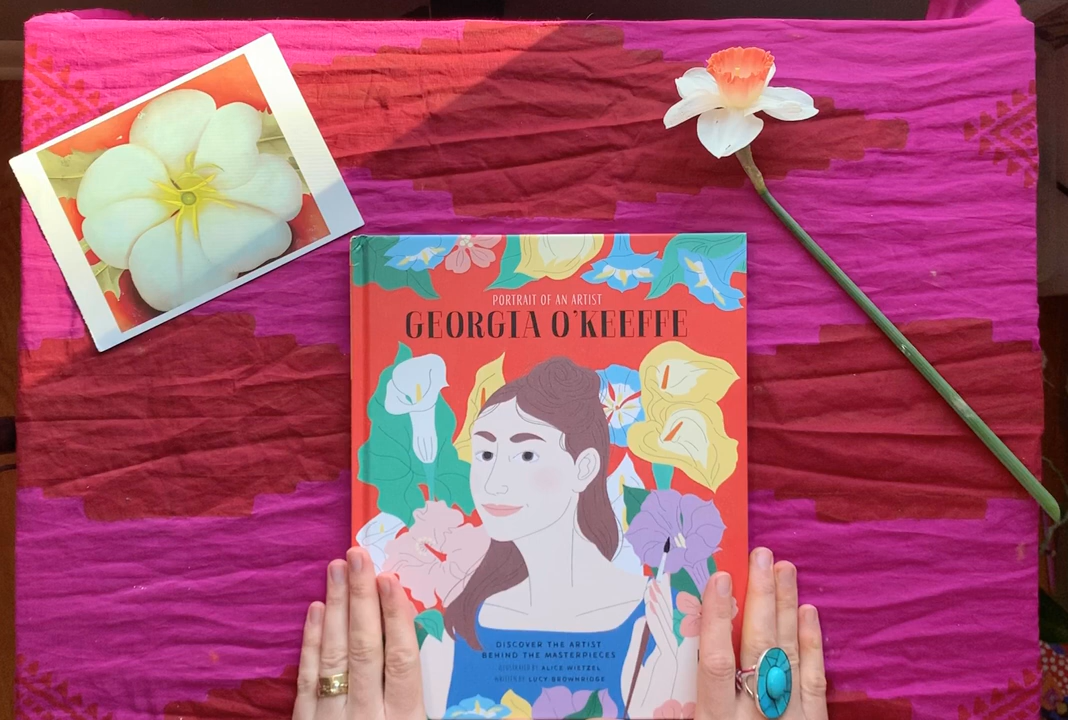 PORTRAIT OF AN ARTIST
GEORGIA O'KEEFFE
DISCOVER THE ARTIST
BEHIND THE MASTERPIECES
ILLUSTRATED BY ALICE WIETZEL
WRITTEN BY LUCY BROWNRIDGE